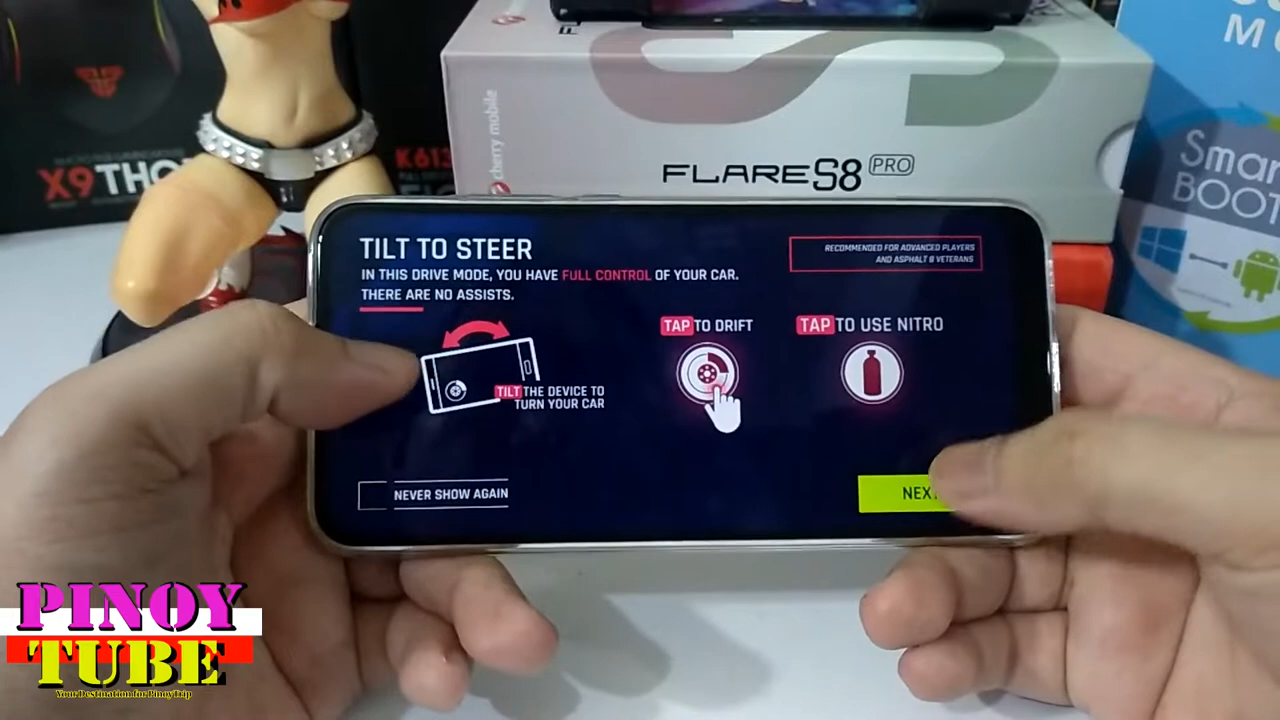 cherry mobile
FLARE S8 PRO
X9 THO
K613
Smar
BOOT
M
TILT TO STEER
IN THIS DRIVE MODE, YOU HAVE FULL CONTROL OF YOUR CAR.
THERE ARE NO ASSISTS.
RECOMMENDED FOR ADVANCED PLAYERS
AND ASPHALT 8 VETERANS
TAP TO DRIFT
TAP TO USE NITRO
TILT THE DEVICE TO
TURN YOUR CAR
NEVER SHOW AGAIN
NEXT
PINOY
TUBE
Your Destination for PinoyTrip